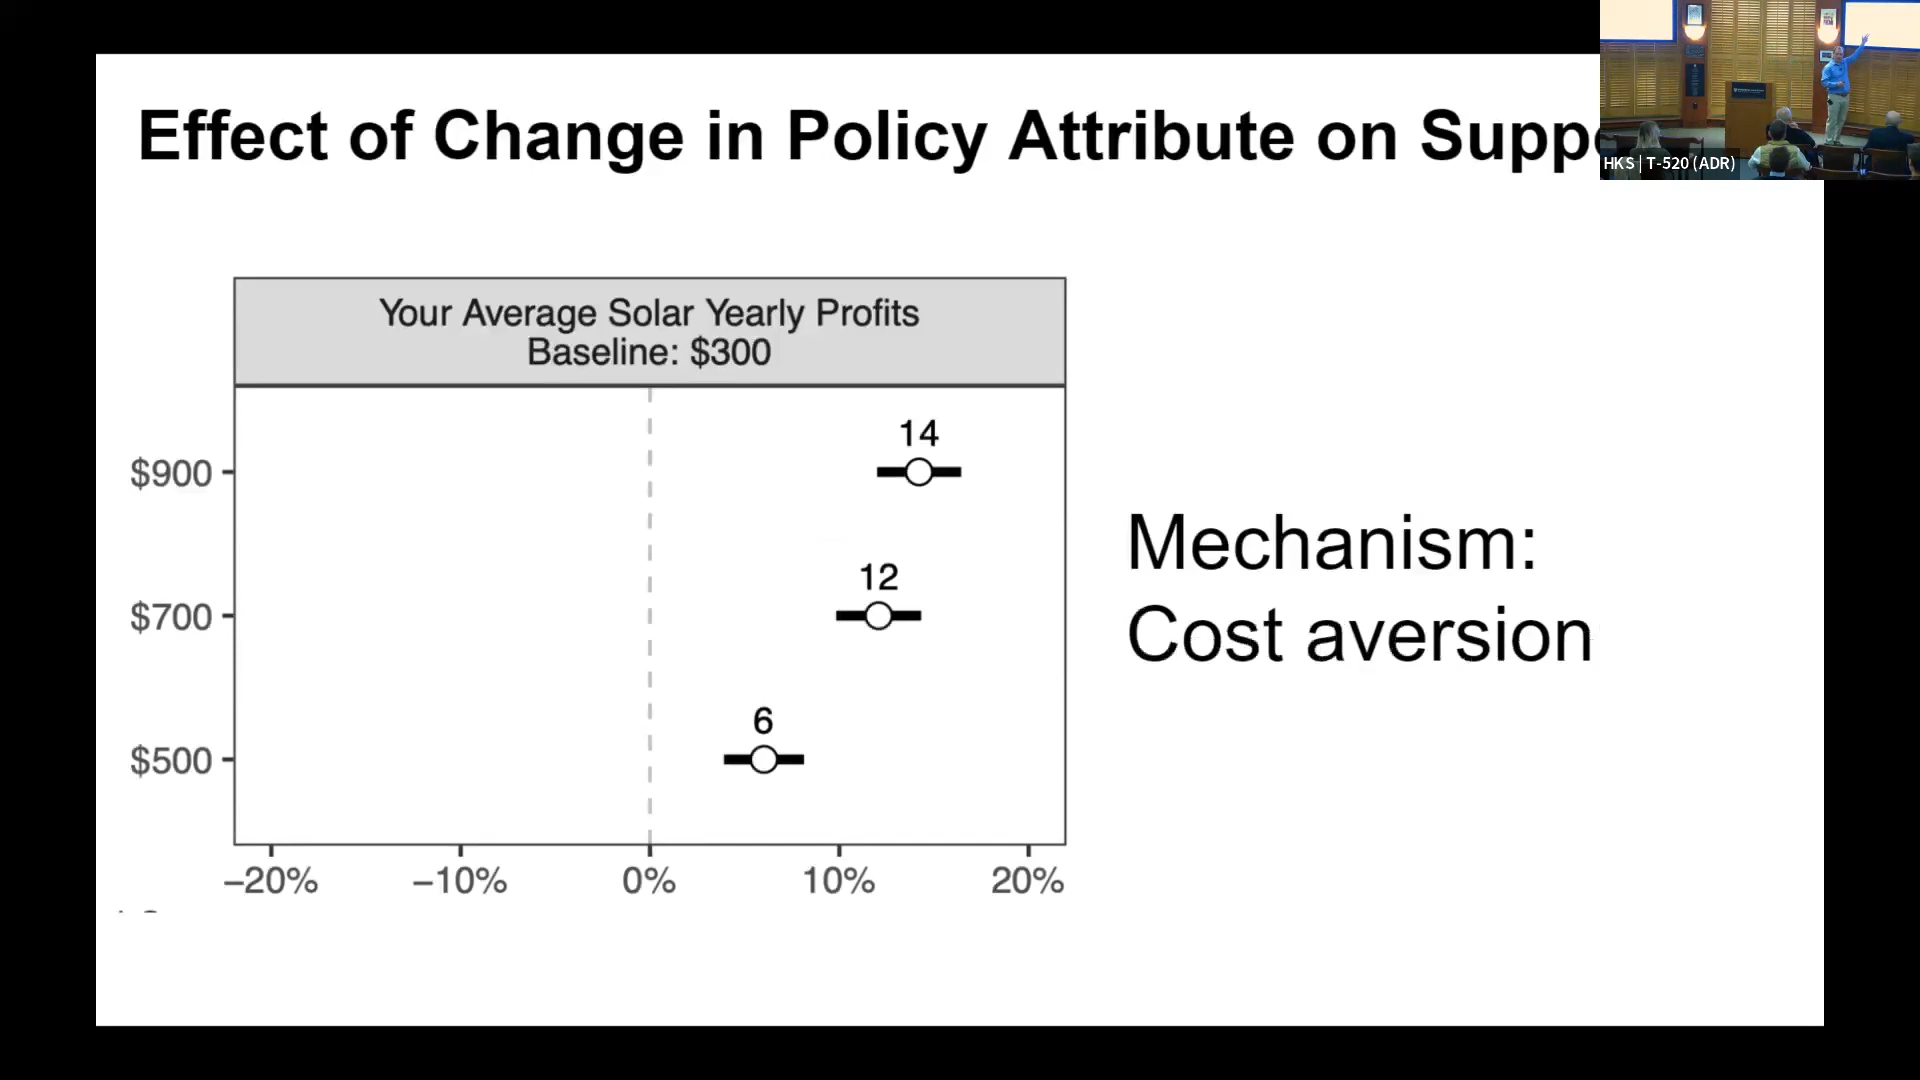 Effect of Change in Policy Attribute on Supp
HKS | T-520 (ADR)
Your Average Solar Yearly Profits
Baseline: $300
14
$900
12
$700
Mechanism:
Cost aversion
6
$500
−20% −10% 0% 10% 20%